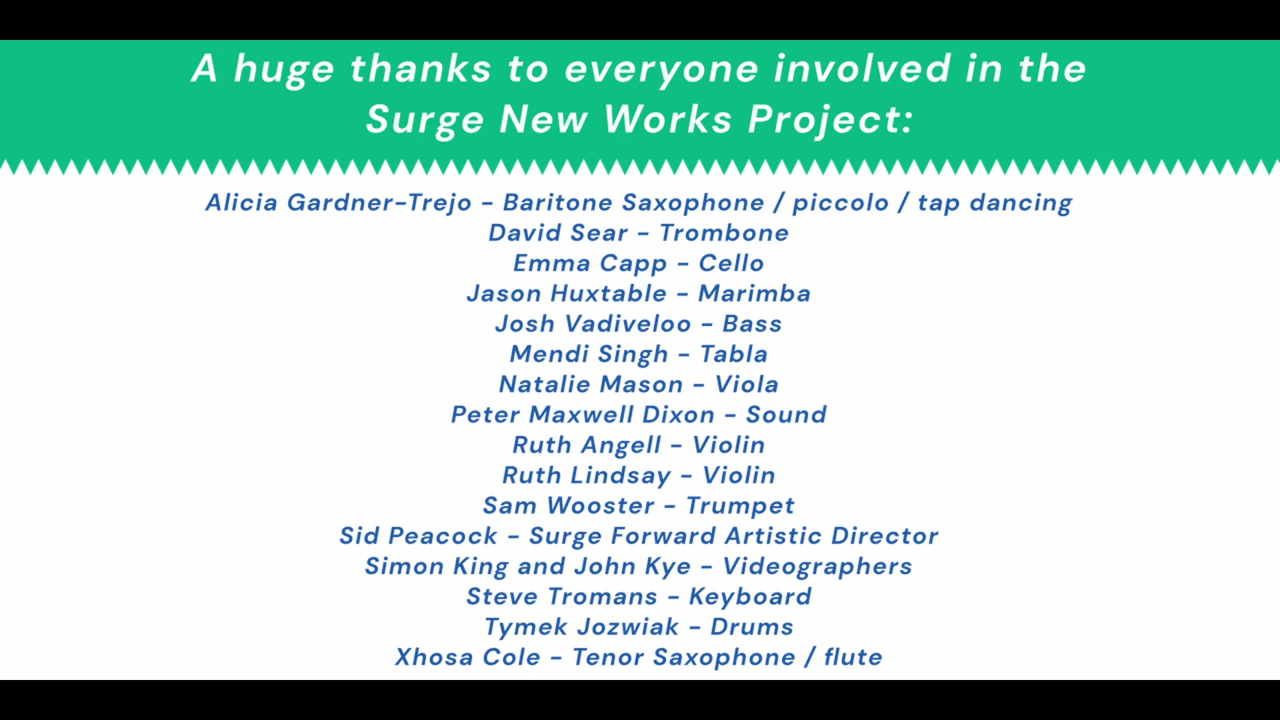 A huge thanks to everyone involved in the
Surge New Works Project:
Alicia Gardner-Trejo - Baritone Saxophone / piccolo / tap dancing
David Sear - Trombone
Emma Capp - Cello
Jason Huxtable - Marimba
Josh Vadiveloo - Bass
Mendi Singh - Tabla
Natalie Mason - Viola
Peter Maxwell Dixon - Sound
Ruth Angell - Violin
Ruth Lindsay - Violin
Sam Wooster - Trumpet
Sid Peacock - Surge Forward Artistic Director
Simon King and John Kye - Videographers
Steve Tromans - Keyboard
Tymek Jozwiak - Drums
Xhosa Cole - Tenor Saxophone / flute